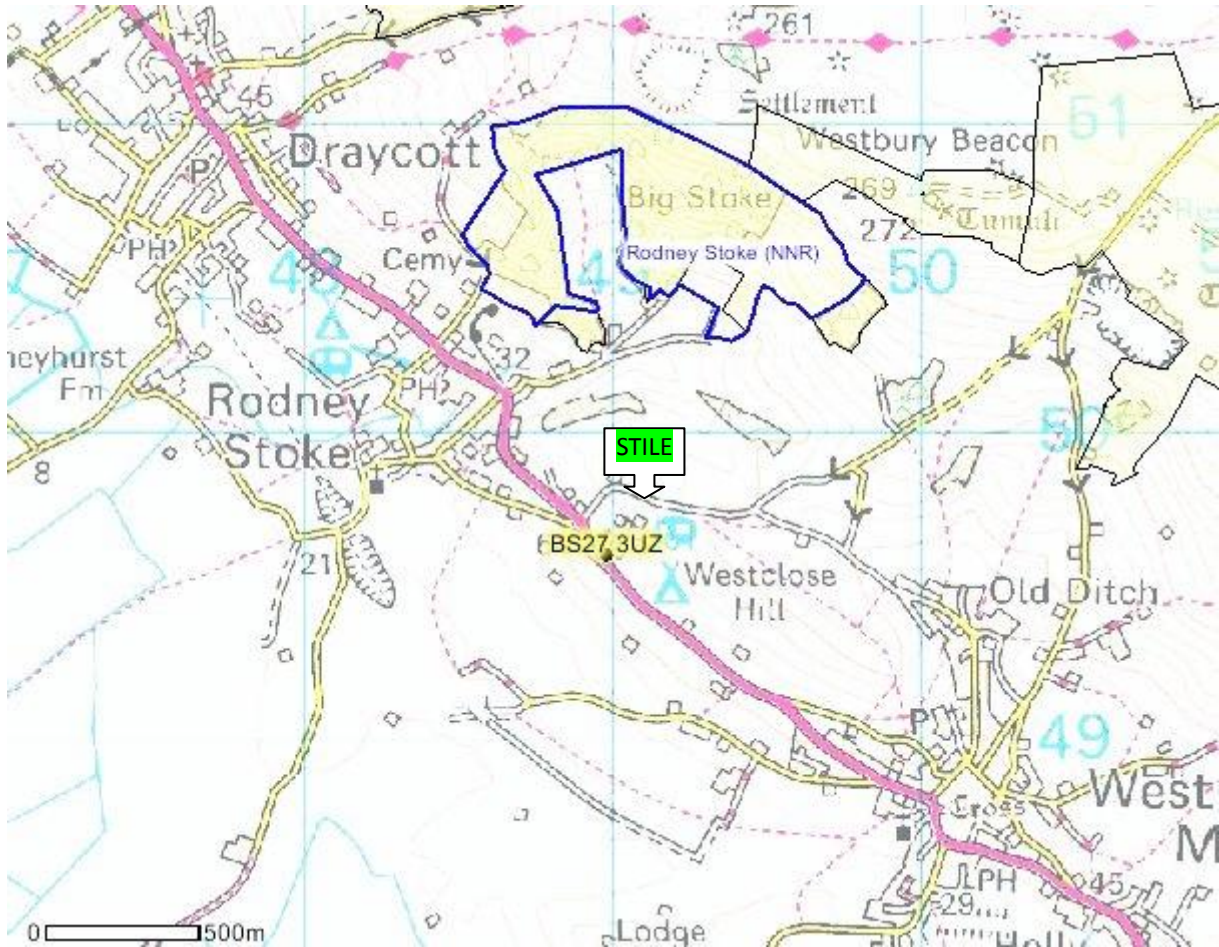 261
45
Settlement
51
Draycott
Westbury Beacon
P
Big Stoke
269
Tumuli
PH
272
Cemy
Rodney Stoke (NNR)
48
50
32
PH
Fm
Rodney
Stoke
STILE
50
8
BS27 3UZ
21
Westclose
Hill
Old Ditch
P
49
West
Cross
M
PH
45
29
0
500m
Lodge